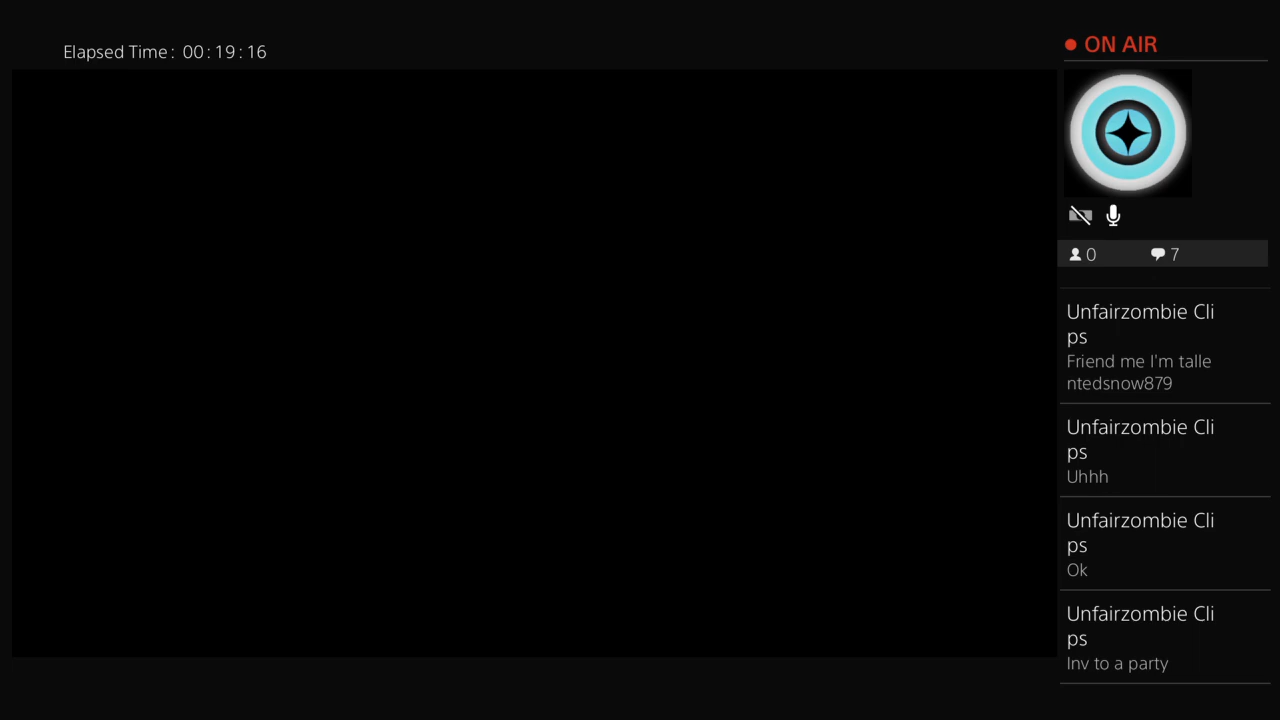 Elapsed Time: 00:19:16
ON AIR
0 7
Unfairzombie Cli
ps
Friend me I'm talle
ntedsnow879
Unfairzombie Cli
ps
Uhhh
Unfairzombie Cli
ps
Ok
Unfairzombie Cli
ps
Inv to a party